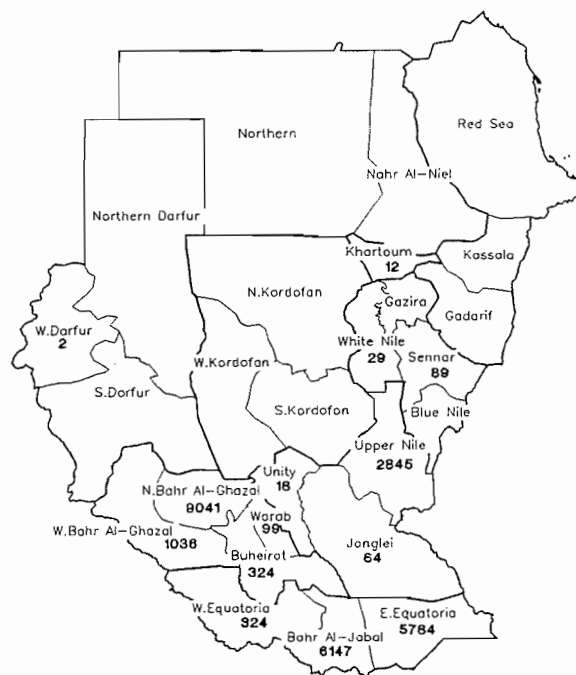 Northern
Red Sea
Nahr Al-Niel
Northern Darfur
Khartoum
12
Kassala
N.Kordofan
Gazira
Gadarif
W.Darfur
2
White Nile
29
Sennar
89
W.Kordofan
S.Dorfur
S.Kordofon
Blue Nile
Upper Nile
2845
Unity
18
N.Bahr Al-Ghazal
9041
Warab
99
W.Bahr Al-Ghazal
1036
Buheirat
324
Jonglei
64
W.Equatoria
324
E.Equatoria
5784
Bahr Al-Jabal
6147